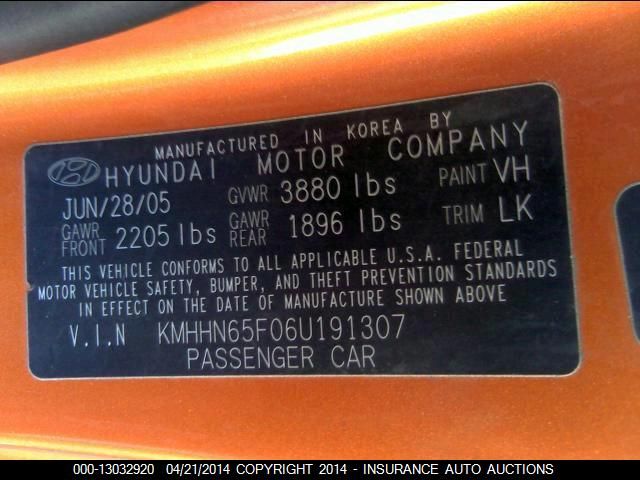 MANUFACTURED IN KOREA BY
HYUNDAI MOTOR COMPANY
JUN/28/05 GVWR 3880 lbs PAINT VH
GAWR FRONT 2205 lbs GAWR REAR 1896 lbs TRIM LK
THIS VEHICLE CONFORMS TO ALL APPLICABLE U.S.A. FEDERAL
MOTOR VEHICLE SAFETY, BUMPER, AND THEFT PREVENTION STANDARDS
IN EFFECT ON THE DATE OF MANUFACTURE SHOWN ABOVE
V.I.N KMHHN65F06U191307
PASSENGER CAR
000-13032920 04/21/2014 COPYRIGHT 2014 - INSURANCE AUTO AUCTIONS